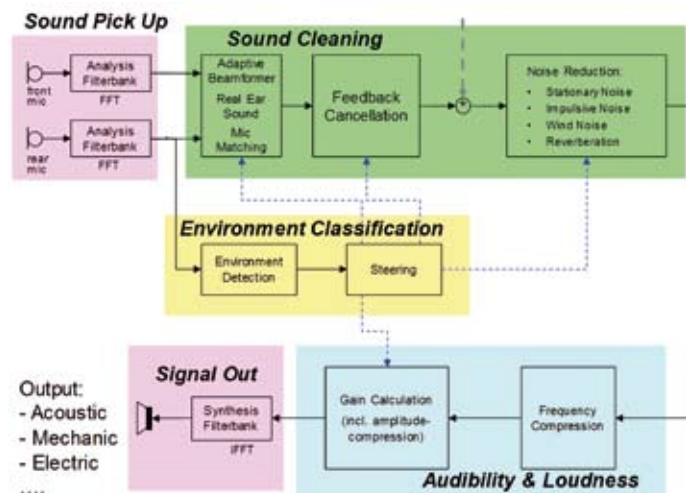 Sound Pick Up
front
mic
Analysis
Filterbank
FFT
rear
mic
Analysis
Filterbank
FFT
Sound Cleaning
Adaptive
Beamformer
Real Ear
Sound
Mic
Matching
Feedback
Cancellation
+
Noise Reduction:
• Stationary Noise
• Impulsive Noise
• Wind Noise
• Reverberation
Environment Classification
Environment
Detection
Steering
Output:
- Acoustic
- Mechanic
- Electric
....
Signal Out
Synthesis
Filterbank
IFFT
Gain Calculation
(incl. amplitude-
compression)
Frequency
Compression
Audibility & Loudness